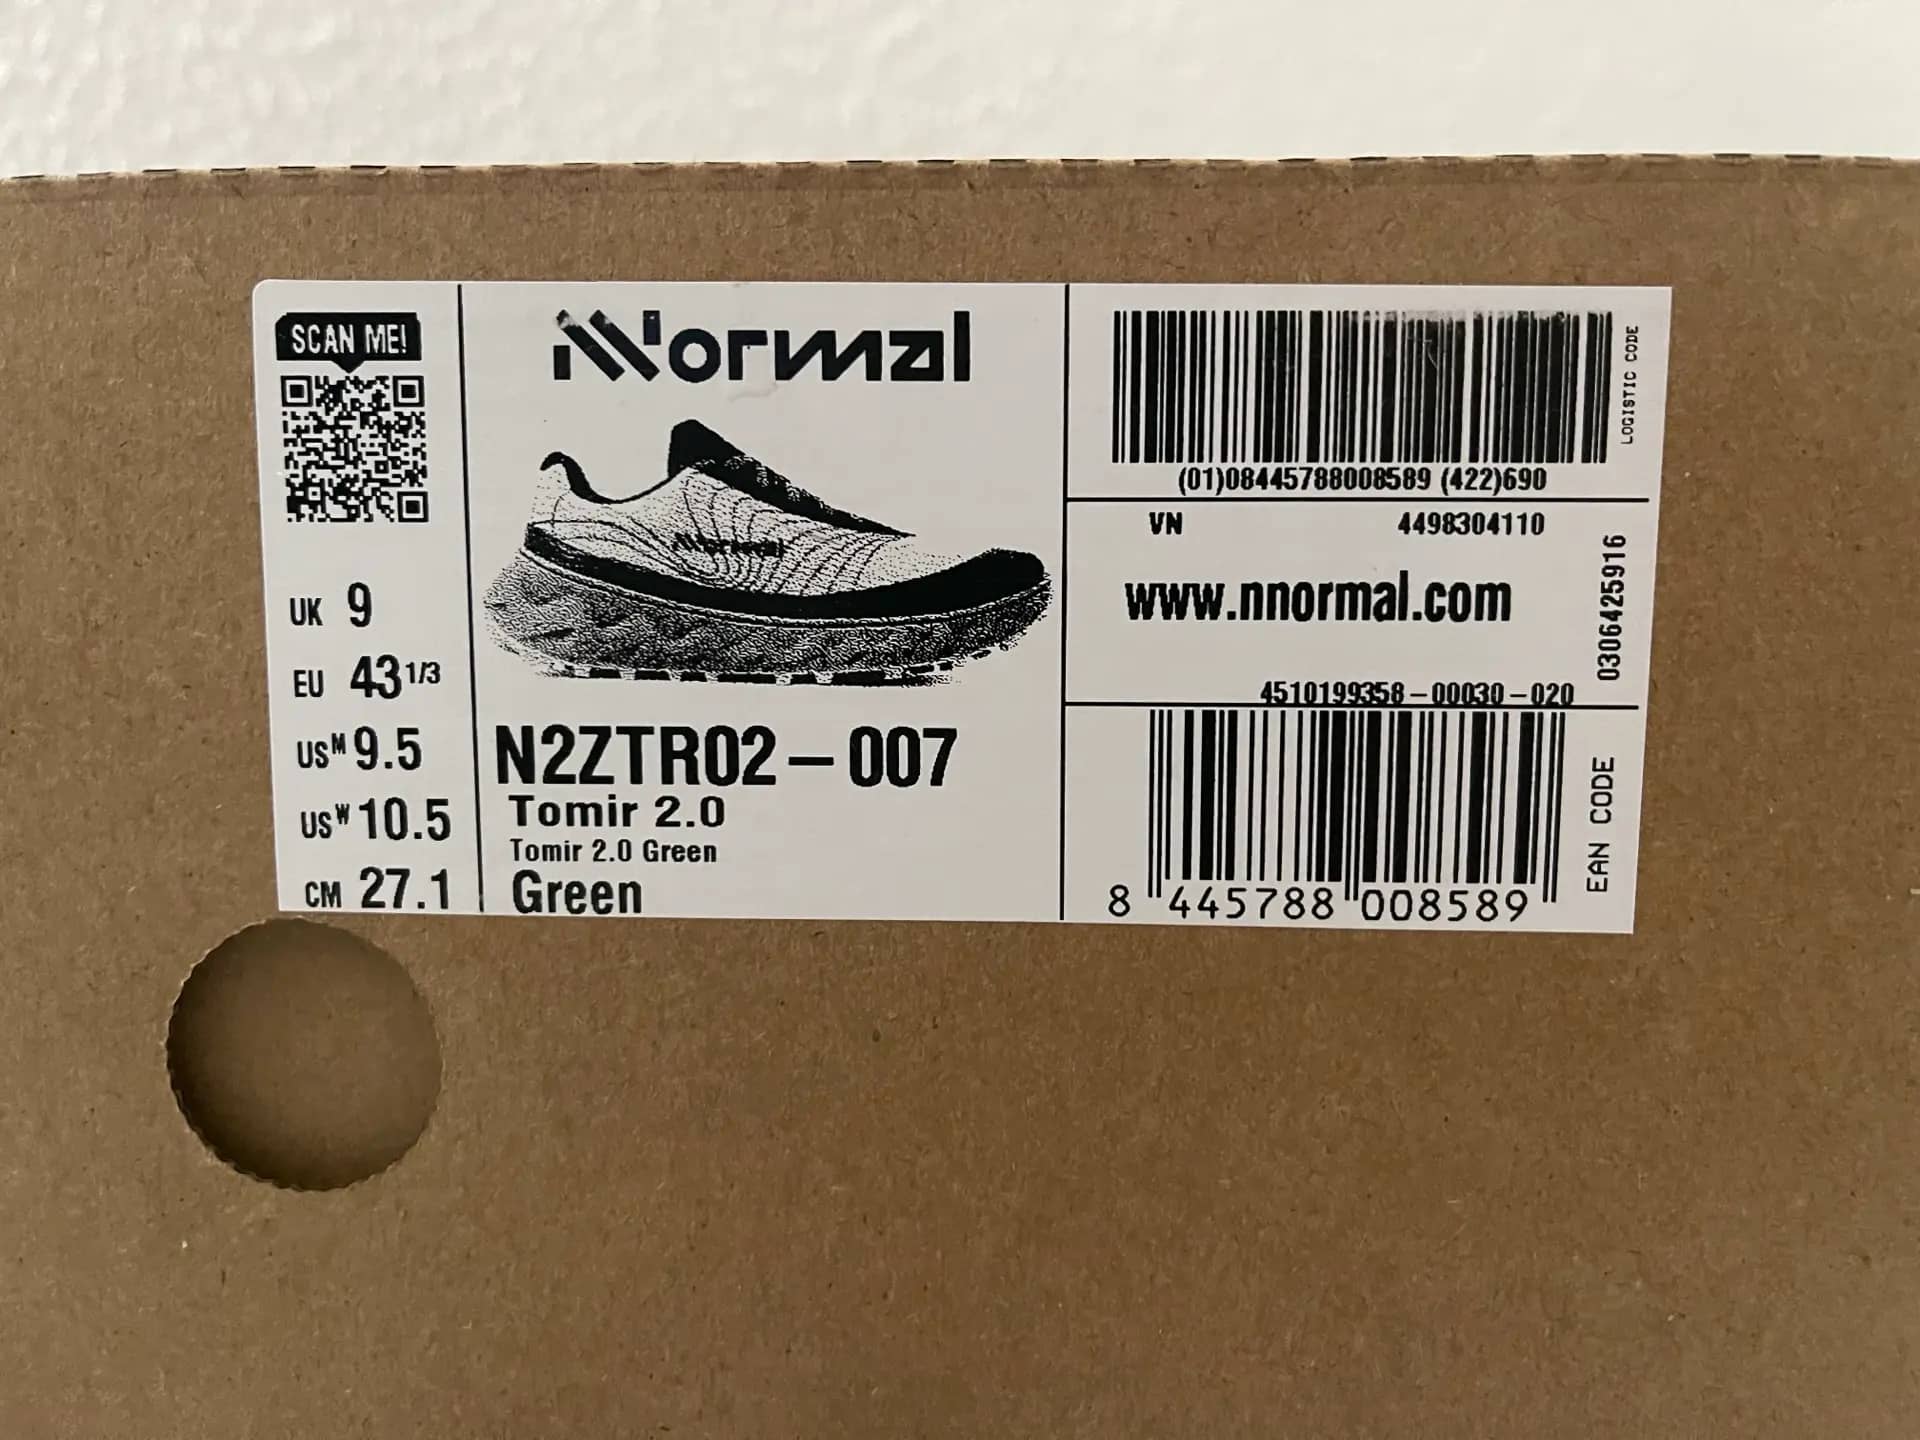 SCAN ME!
UK 9
EU 43 1/3
US M 9.5
US W 10.5
CM 27.1
NNormal
NNormal
N2ZTR02-007
Tomir 2.0
Tomir 2.0 Green
Green
LOGISTIC CODE
(01)08445788008589 (422)690
VN 4498304110
www.nnormal.com
0306425916
4510199358-00030-020
EAN CODE
8 445788 008589